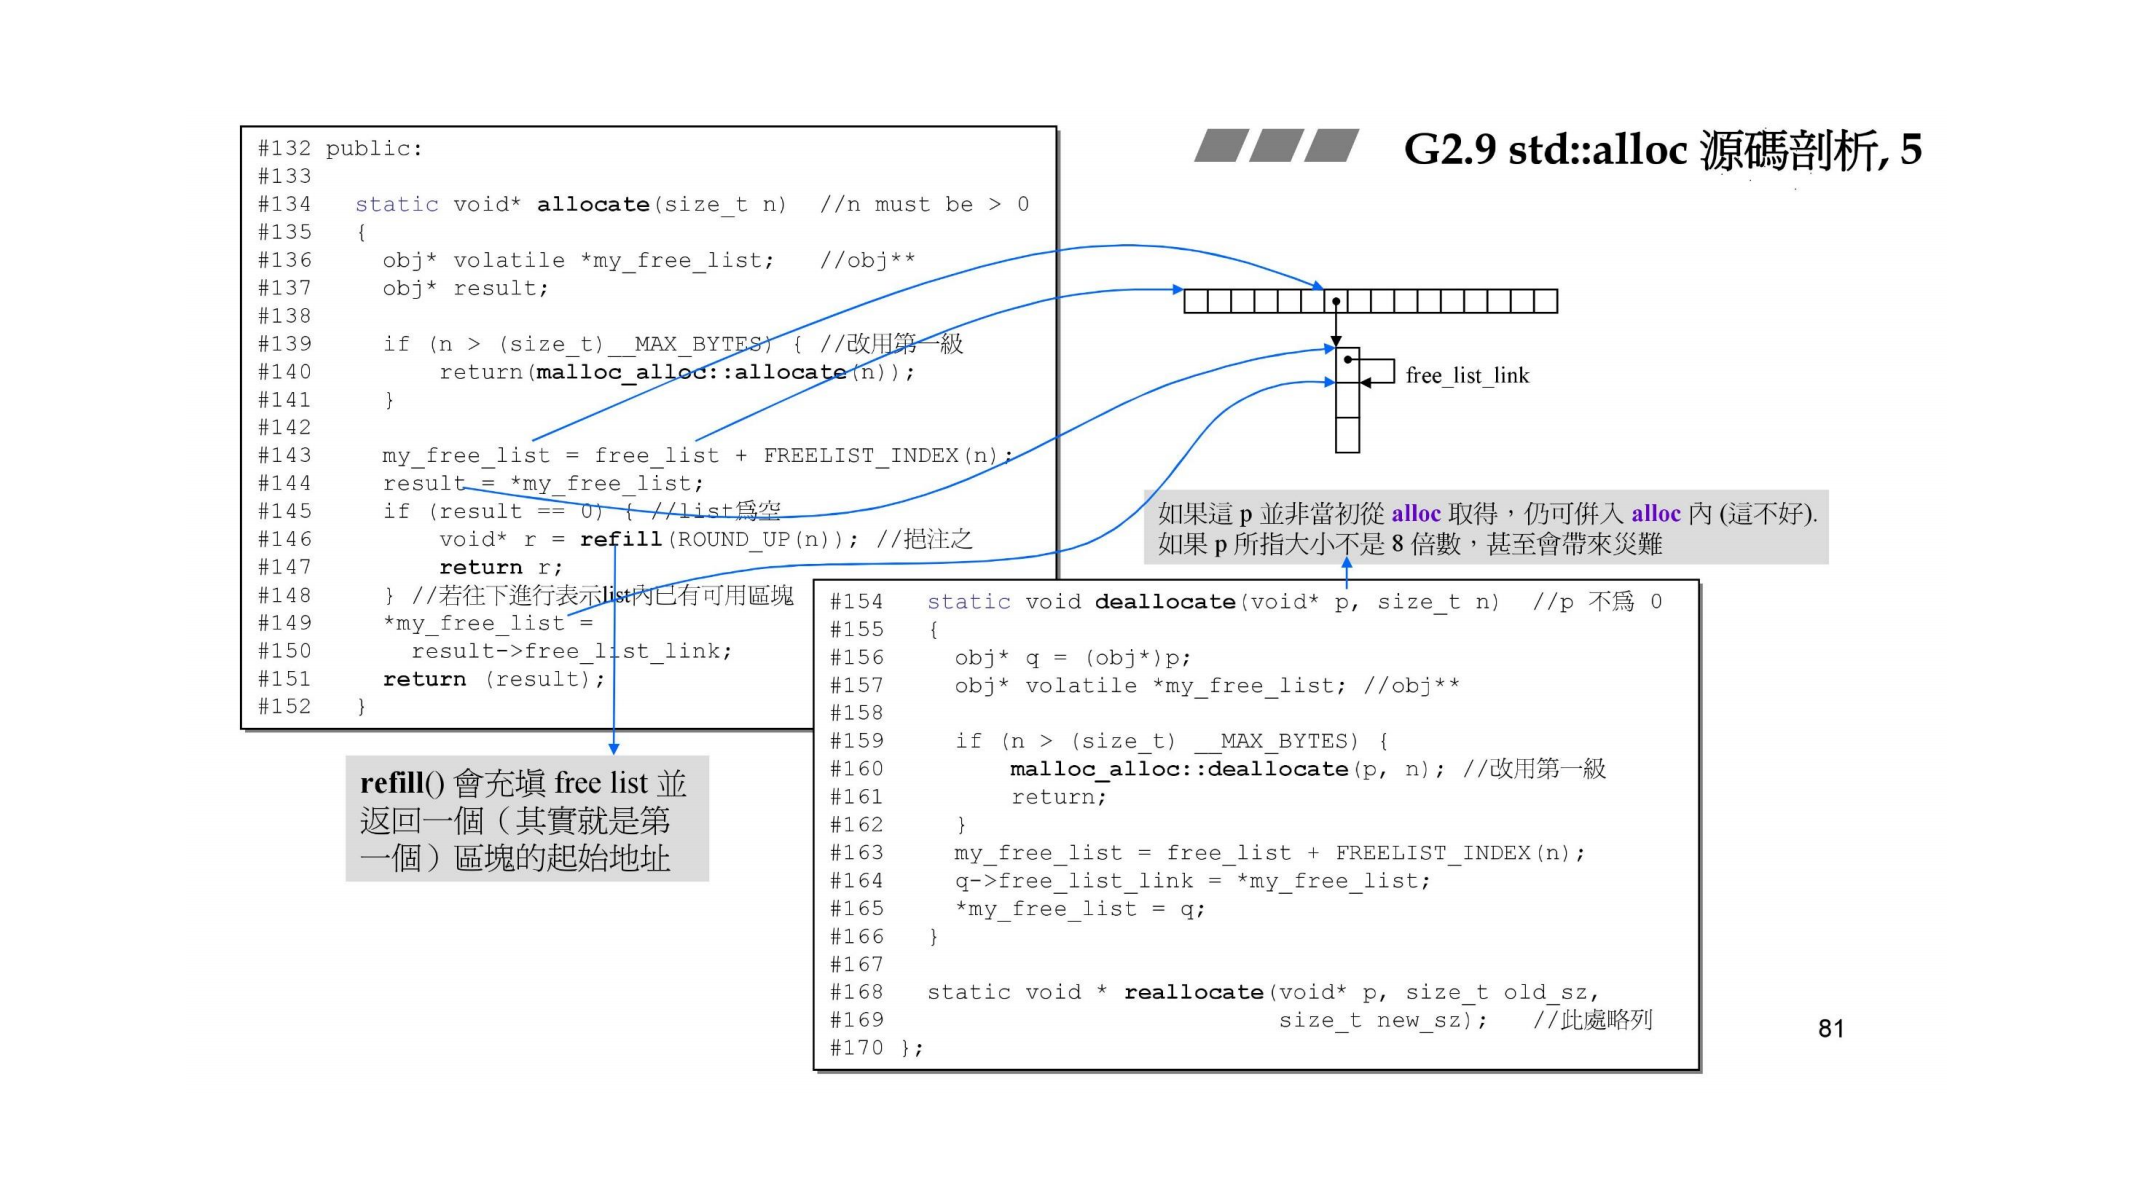 G2.9 std::alloc 源碼剖析, 5
#132 public:
#133
#134 static void* allocate(size_t n) //n must be > 0
#135 {
#136 obj* volatile *my_free_list; //obj**
#137 obj* result;
#138
#139 if (n > (size_t)__MAX_BYTES) { //改用第一級
#140 return(malloc_alloc::allocate(n));
#141 }
#142
#143 my_free_list = free_list + FREELIST_INDEX(n);
#144 result = *my_free_list;
#145 if (result == 0) { //list為空
#146 void* r = refill(ROUND_UP(n)); //挹注之
#147 return r;
#148 } //若往下進行表示list內已有可用區塊
#149 *my_free_list =
#150 result->free_list_link;
#151 return (result);
#152 }
free_list_link
如果這 p 並非當初從 alloc 取得，仍可併入 alloc 內 (這不好).
如果 p 所指大小不是 8 倍數，甚至會帶來災難
refill() 會充填 free list 並
返回一個（其實就是第
一個）區塊的起始地址
#154 static void deallocate(void* p, size_t n) //p 不為 0
#155 {
#156 obj* q = (obj*)p;
#157 obj* volatile *my_free_list; //obj**
#158
#159 if (n > (size_t) __MAX_BYTES) {
#160 malloc_alloc::deallocate(p, n); //改用第一級
#161 return;
#162 }
#163 my_free_list = free_list + FREELIST_INDEX(n);
#164 q->free_list_link = *my_free_list;
#165 *my_free_list = q;
#166 }
#167
#168 static void * reallocate(void* p, size_t old_sz,
#169 size_t new_sz); //此處略列
#170 };
81